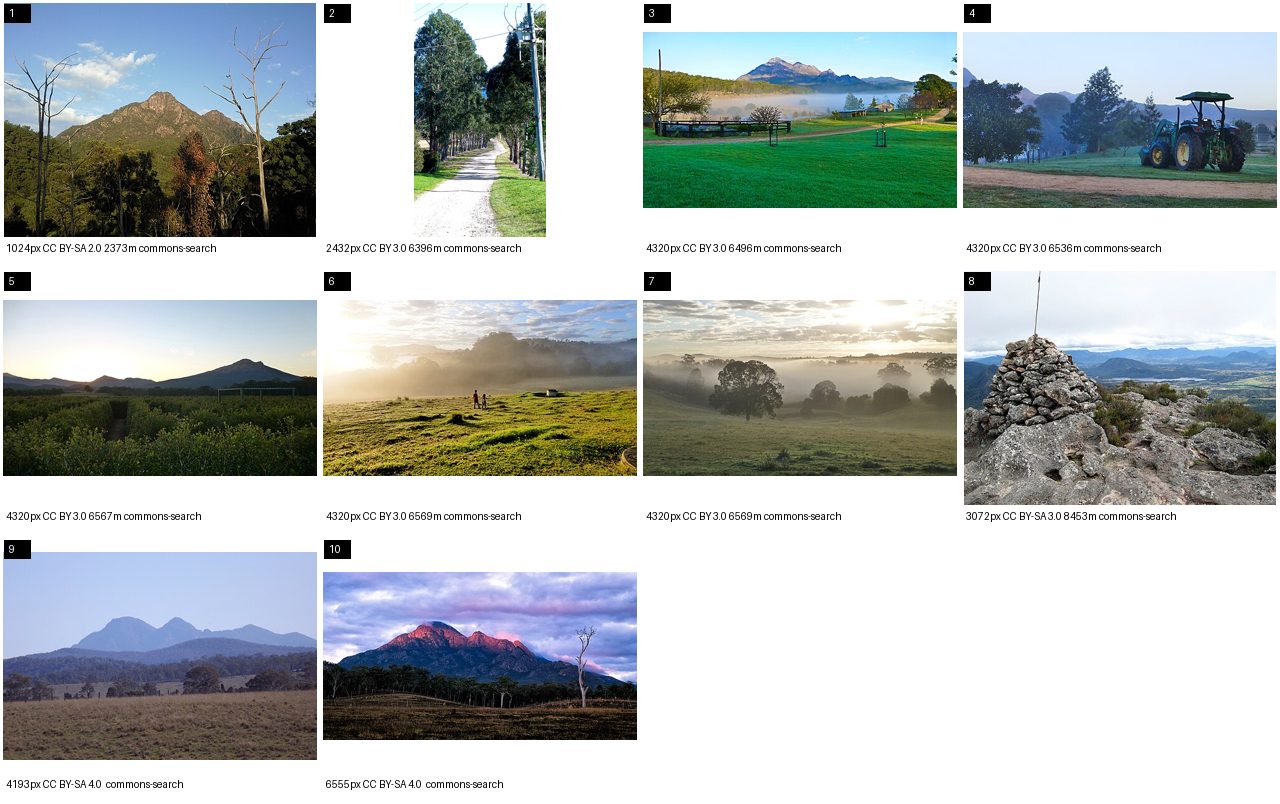 1
2
3
4
1024px CC BY-SA 2.0 2373m commons-search
2432px CC BY 3.0 6396m commons-search
4320px CC BY 3.0 6496m commons-search
4320px CC BY 3.0 6536m commons-search
5
6
7
8
4320px CC BY 3.0 6567m commons-search
4320px CC BY 3.0 6569m commons-search
4320px CC BY 3.0 6569m commons-search
3072px CC BY-SA 3.0 8453m commons-search
9
10
4193px CC BY-SA 4.0 commons-search
6555px CC BY-SA 4.0 commons-search